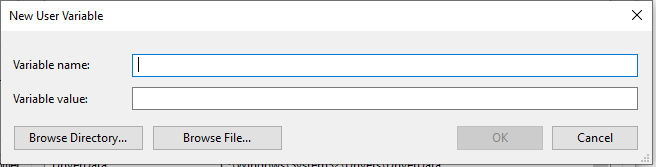 New User Variable
Variable name:
Variable value:
Browse Directory... Browse File... OK Cancel